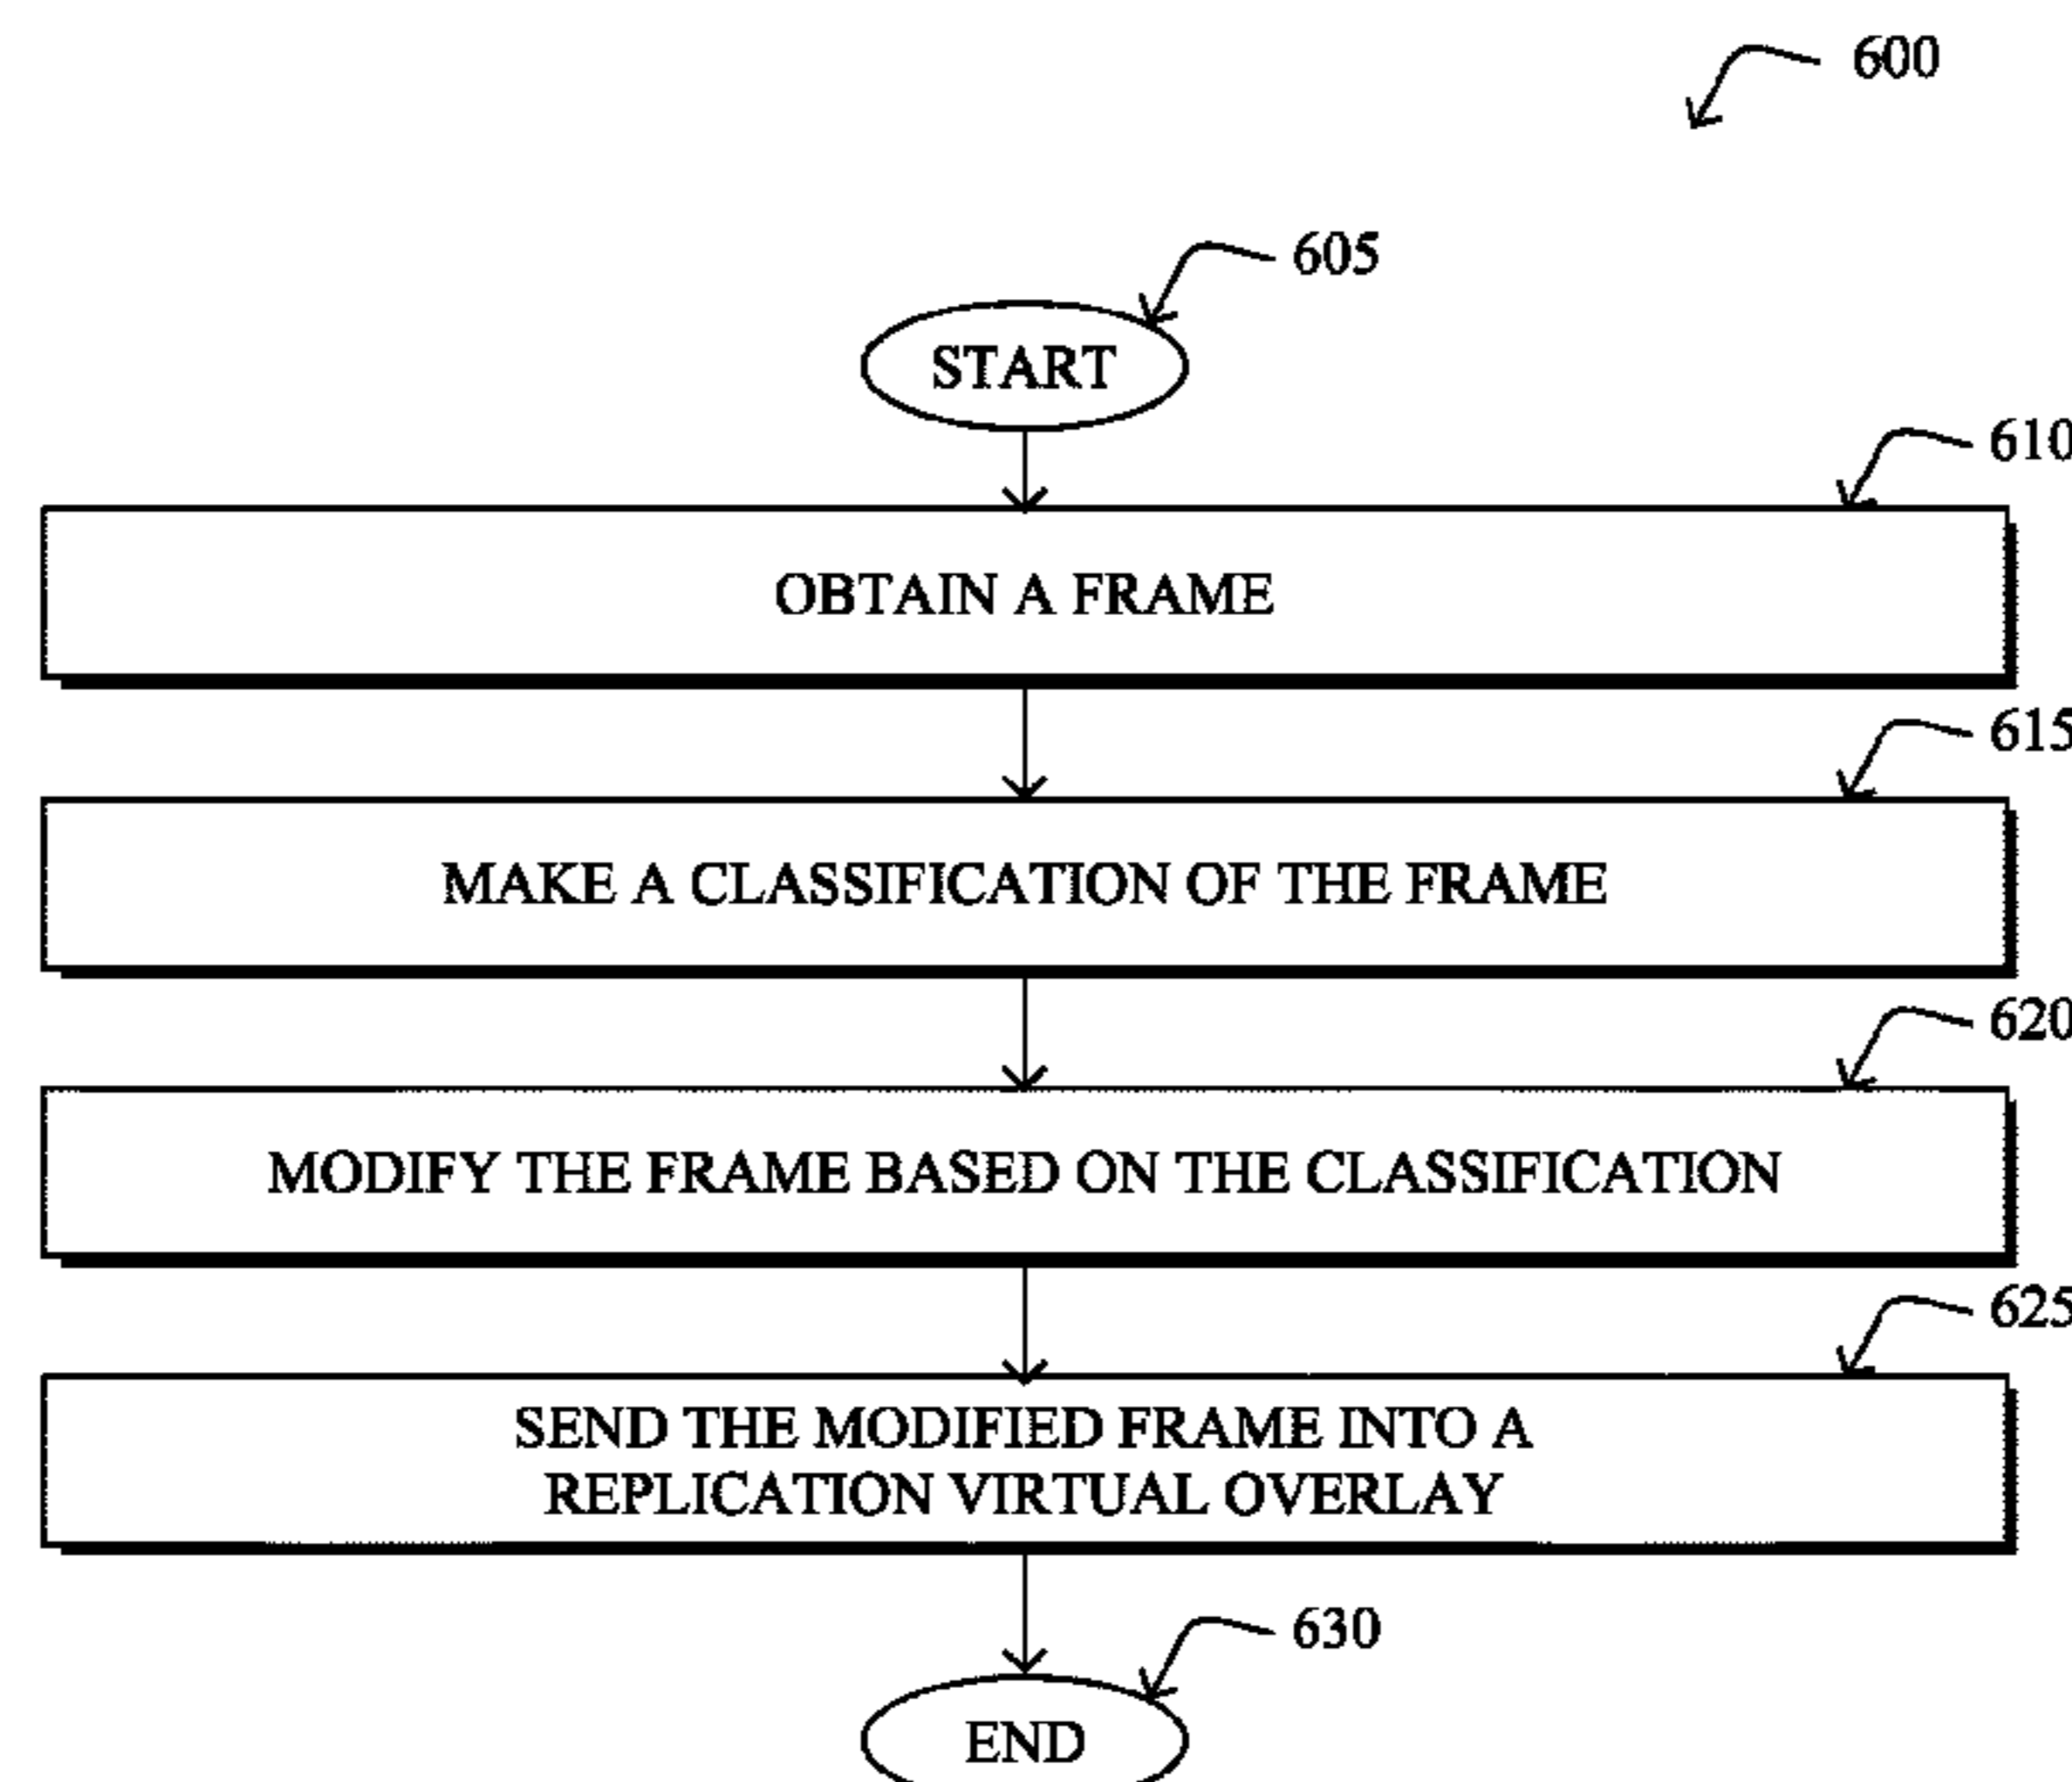 600
605
START
610
OBTAIN A FRAME
615
MAKE A CLASSIFICATION OF THE FRAME
620
MODIFY THE FRAME BASED ON THE CLASSIFICATION
625
SEND THE MODIFIED FRAME INTO A
REPLICATION VIRTUAL OVERLAY
630
END